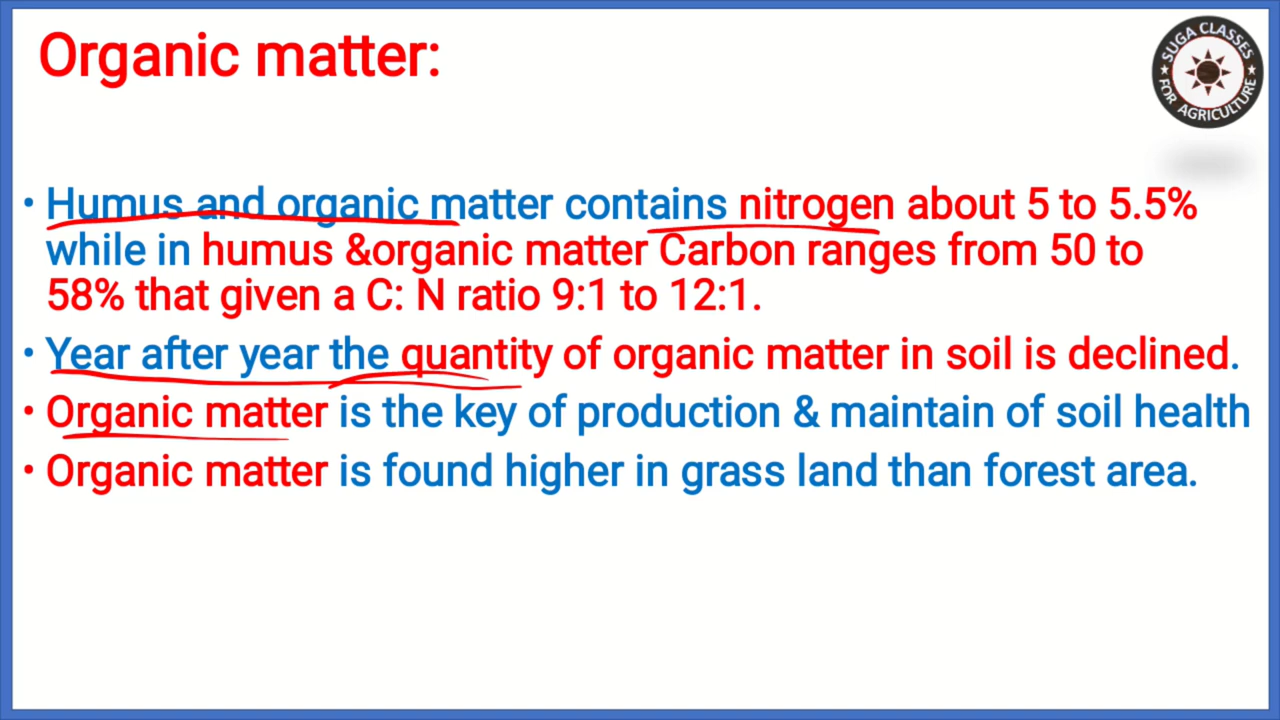 Organic matter:
SUGA CLASSES
FOR AGRICULTURE
• Humus and organic matter contains nitrogen about 5 to 5.5%
while in humus &organic matter Carbon ranges from 50 to
58% that given a C: N ratio 9:1 to 12:1.
• Year after year the quantity of organic matter in soil is declined.
• Organic matter is the key of production & maintain of soil health
• Organic matter is found higher in grass land than forest area.